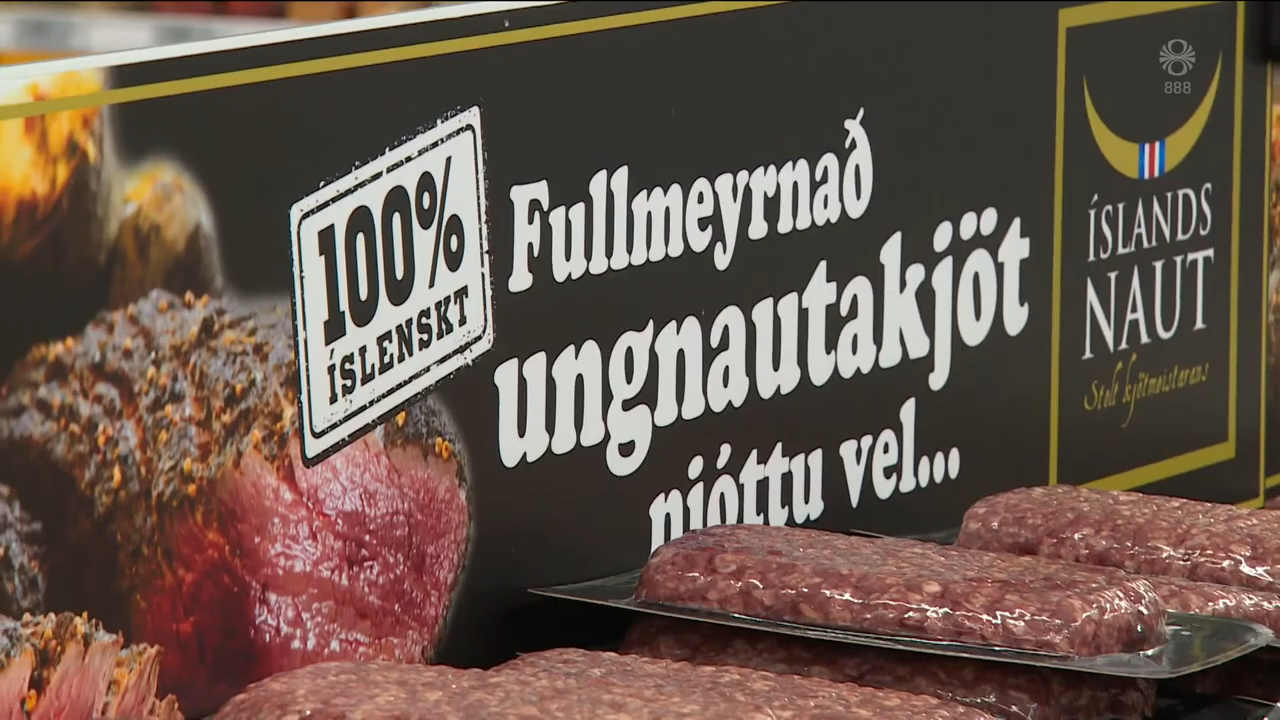 100%
ÍSLENSKT
Fullmeyrnað
ungnautakjöt
njóttu vel...
ÍSLANDS
NAUT
Stolt kjötmeistarans
888